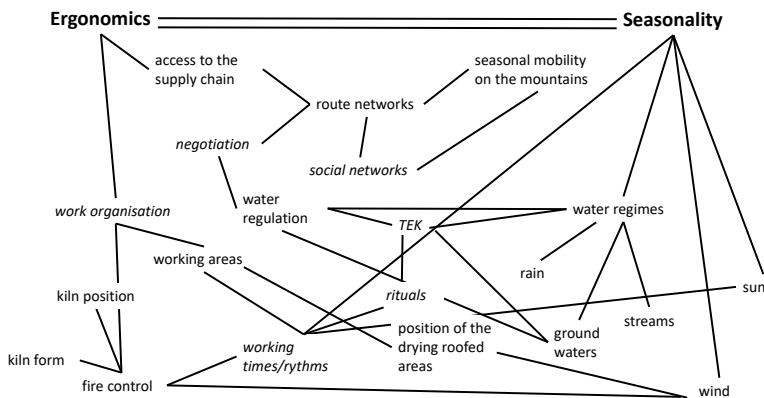 Ergonomics
Seasonality
access to the
supply chain
seasonal mobility
on the mountains
route networks
negotiation
social networks
work organisation
water
regulation
TEK
water regimes
working areas
rain
sun
kiln position
rituals
position of the
drying roofed
areas
ground
waters
streams
working
times/rythms
kiln form
fire control
wind